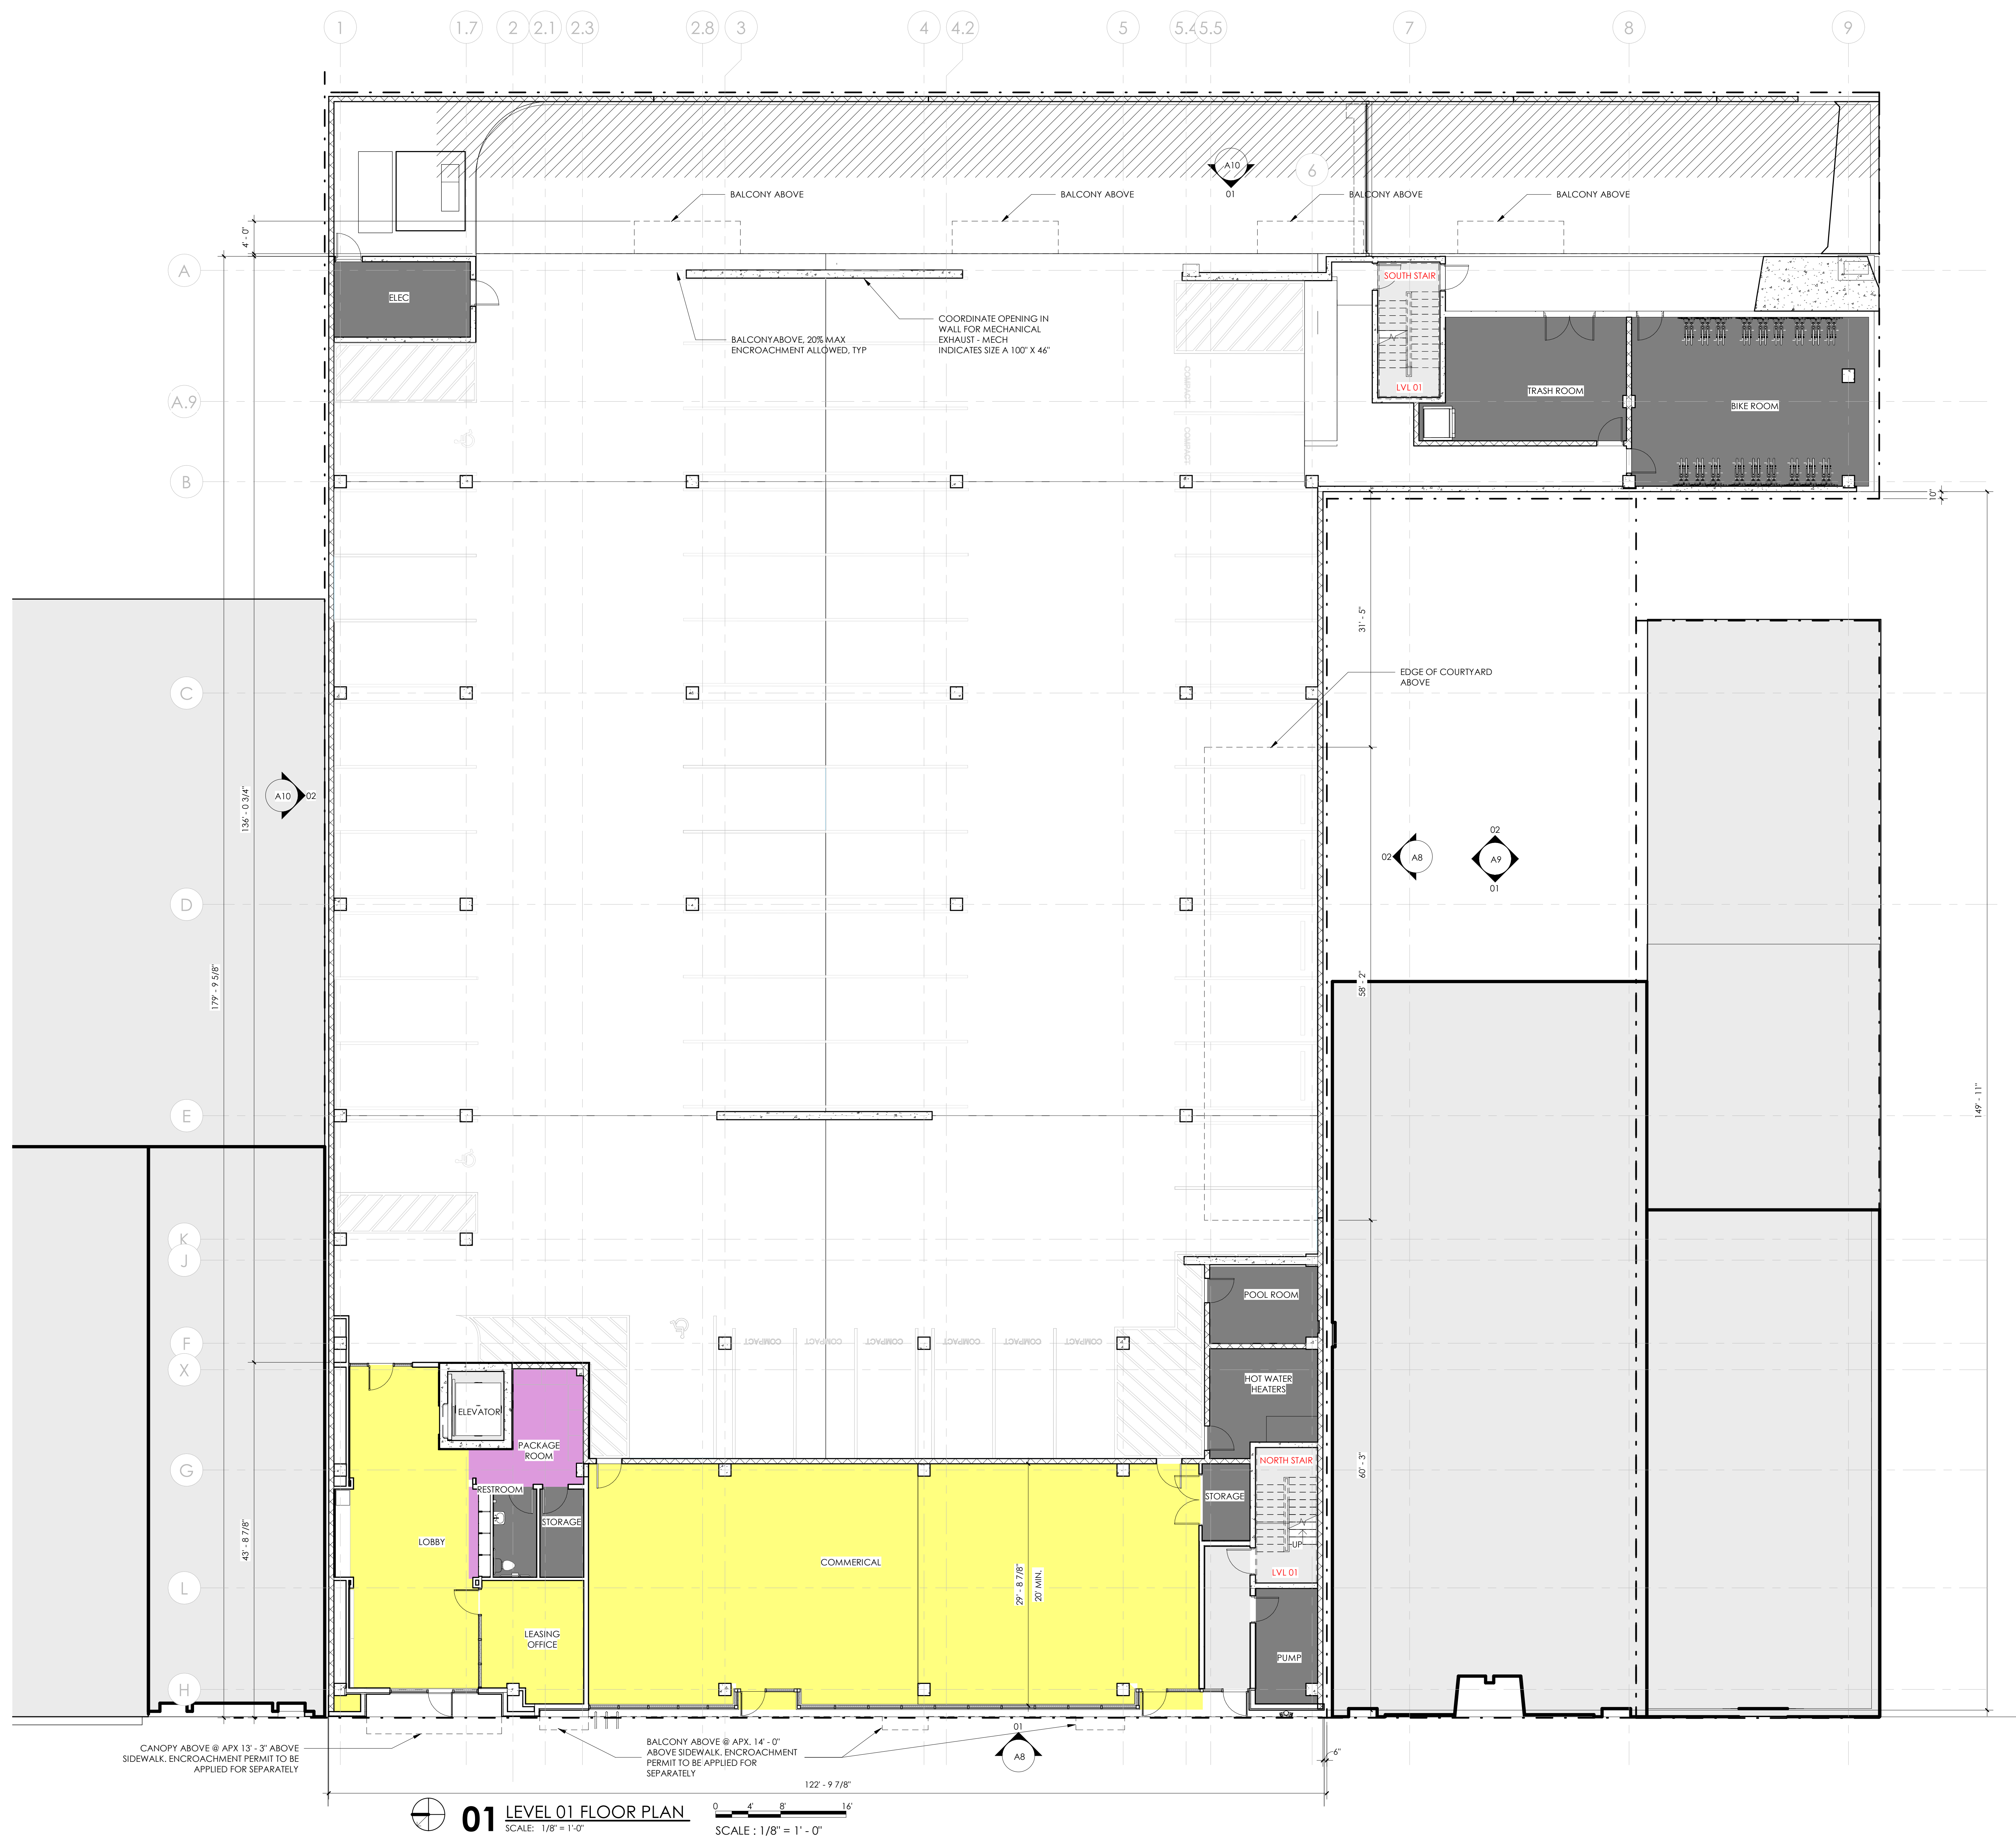 1
1.7
2
2.1
2.3
2.8
3
4
4.2
5
5.4
5.5
7
8
9
A10
01
6
BALCONY ABOVE
BALCONY ABOVE
BALCONY ABOVE
BALCONY ABOVE
4' - 0"
A
SOUTH STAIR
ELEC
COORDINATE OPENING IN
WALL FOR MECHANICAL
EXHAUST - MECH
INDICATES SIZE A 100" X 46"
BALCONYABOVE, 20% MAX
ENCROACHMENT ALLOWED, TYP
COMPACT
LVL 01
TRASH ROOM
BIKE ROOM
A.9
COMPACT
B
10"
31' - 5"
EDGE OF COURTYARD
ABOVE
C
A10
02
136' - 0 3/4"
02
A8
02
A9
01
D
179' - 9 5/8"
58' - 2"
149' - 11"
E
K
J
POOL ROOM
F
COMPACT
COMPACT
COMPACT
COMPACT
COMPACT
COMPACT
X
HOT WATER
HEATERS
ELEVATOR
PACKAGE
ROOM
G
NORTH STAIR
60' - 3"
RESTROOM
STORAGE
STORAGE
43' - 8 7/8"
LOBBY
UP
COMMERICAL
LVL 01
29' - 8 7/8"
20' MIN.
L
LEASING
OFFICE
PUMP
H
CANOPY ABOVE @ APX 13' - 3" ABOVE
SIDEWALK. ENCROACHMENT PERMIT TO BE
APPLIED FOR SEPARATELY
BALCONY ABOVE @ APX. 14' - 0"
ABOVE SIDEWALK. ENCROACHMENT
PERMIT TO BE APPLIED FOR
SEPARATELY
01
A8
6"
122' - 9 7/8"
01
LEVEL 01 FLOOR PLAN
SCALE: 1/8" = 1'-0"
0 4' 8' 16'
SCALE : 1/8" = 1' - 0"